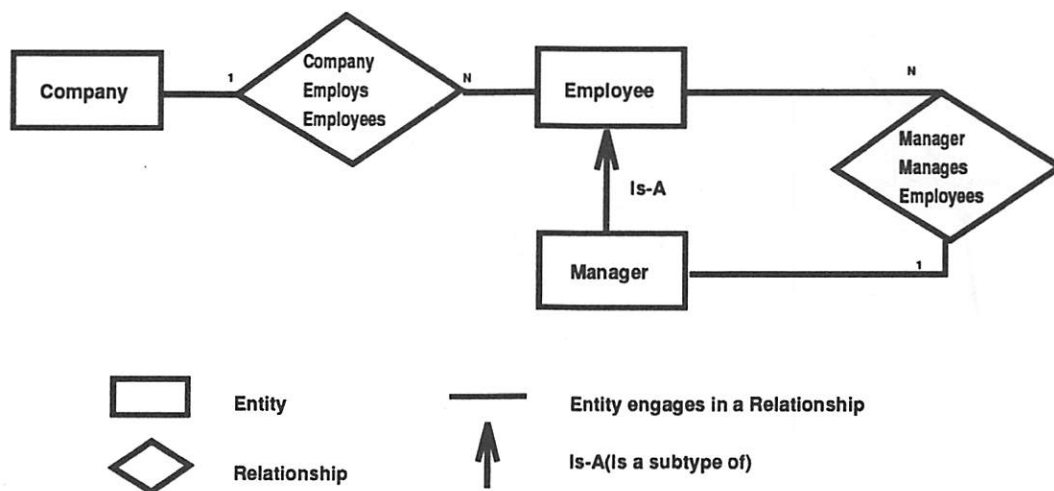 Company
1
Company
Employs
Employees
N
Employee
N
Manager
Manages
Employees
Is-A
Manager
1
Entity
Entity engages in a Relationship
Relationship
Is-A(Is a subtype of)